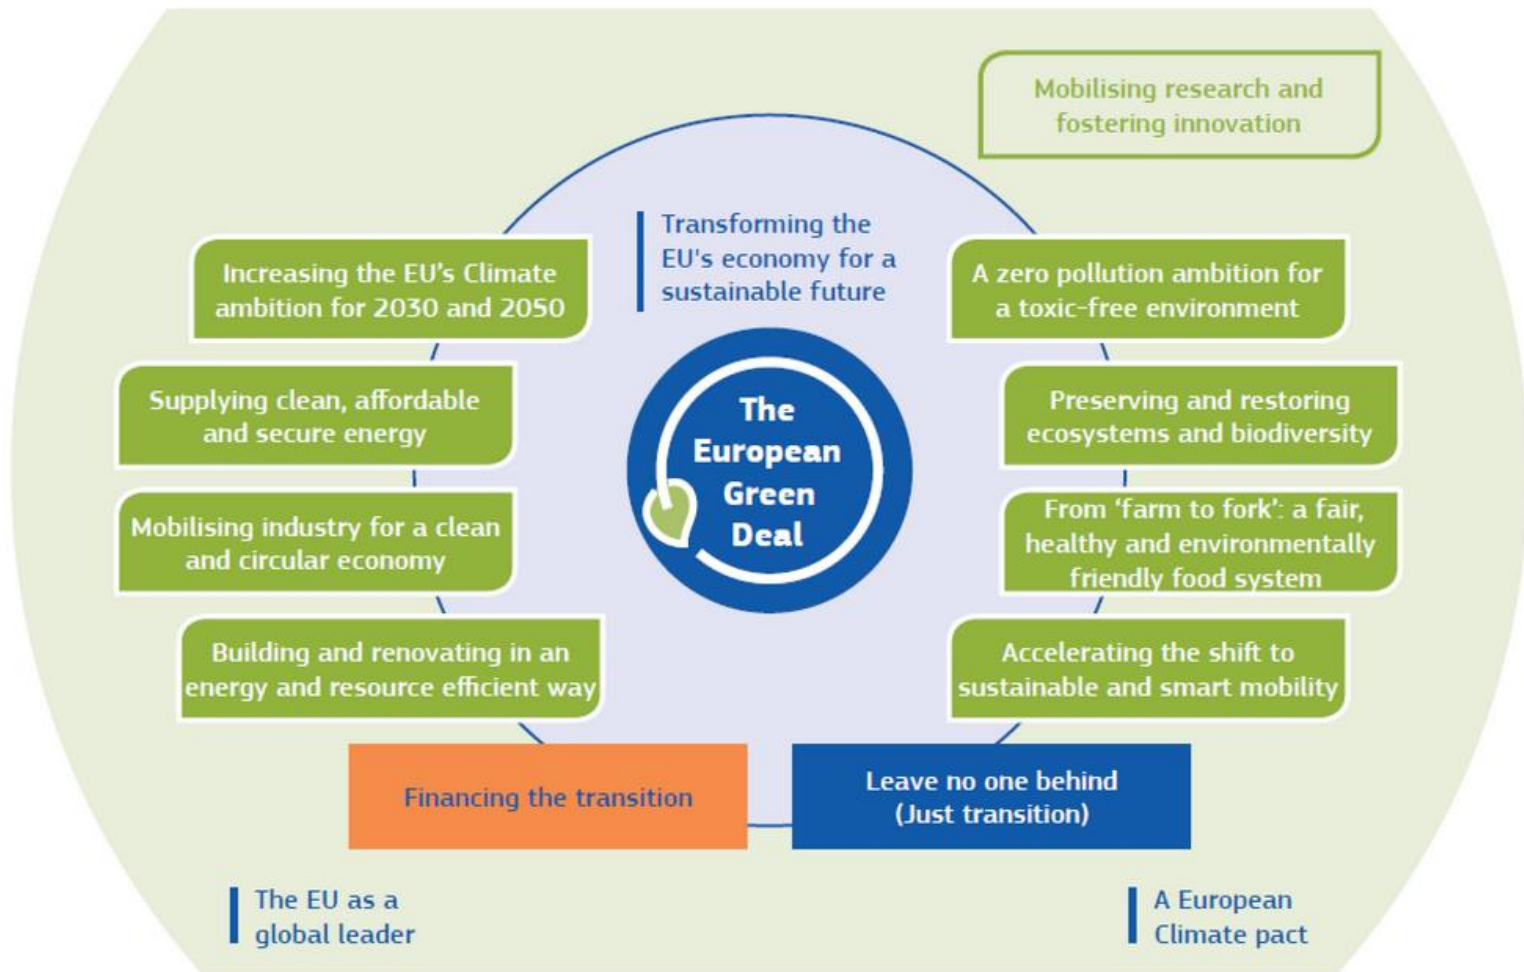 Mobilising research and
fostering innovation
Transforming the
EU's economy for a
sustainable future
Increasing the EU's Climate
ambition for 2030 and 2050
A zero pollution ambition for
a toxic-free environment
Supplying clean, affordable
and secure energy
The
European
Green
Deal
Preserving and restoring
ecosystems and biodiversity
Mobilising industry for a clean
and circular economy
From ‘farm to fork’: a fair,
healthy and environmentally
friendly food system
Building and renovating in an
energy and resource efficient way
Accelerating the shift to
sustainable and smart mobility
Financing the transition
Leave no one behind
(Just transition)
The EU as a
global leader
A European
Climate pact